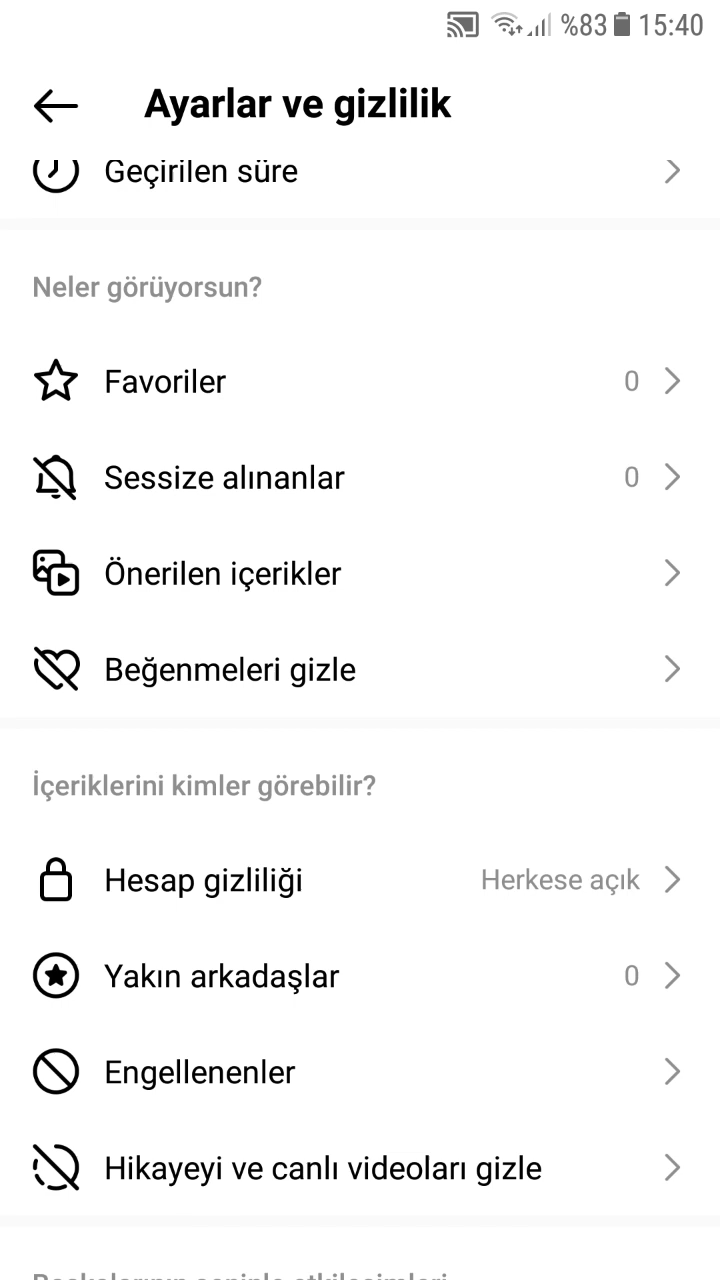 %83 15:40
Ayarlar ve gizlilik
Geçirilen süre
Neler görüyorsun?
Favoriler 0
Sessize alınanlar 0
Önerilen içerikler
Beğenmeleri gizle
İçeriklerini kimler görebilir?
Hesap gizliliği Herkese açık
Yakın arkadaşlar 0
Engellenenler
Hikayeyi ve canlı videoları gizle